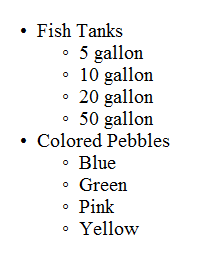 • Fish Tanks
◦ 5 gallon
◦ 10 gallon
◦ 20 gallon
◦ 50 gallon
• Colored Pebbles
◦ Blue
◦ Green
◦ Pink
◦ Yellow